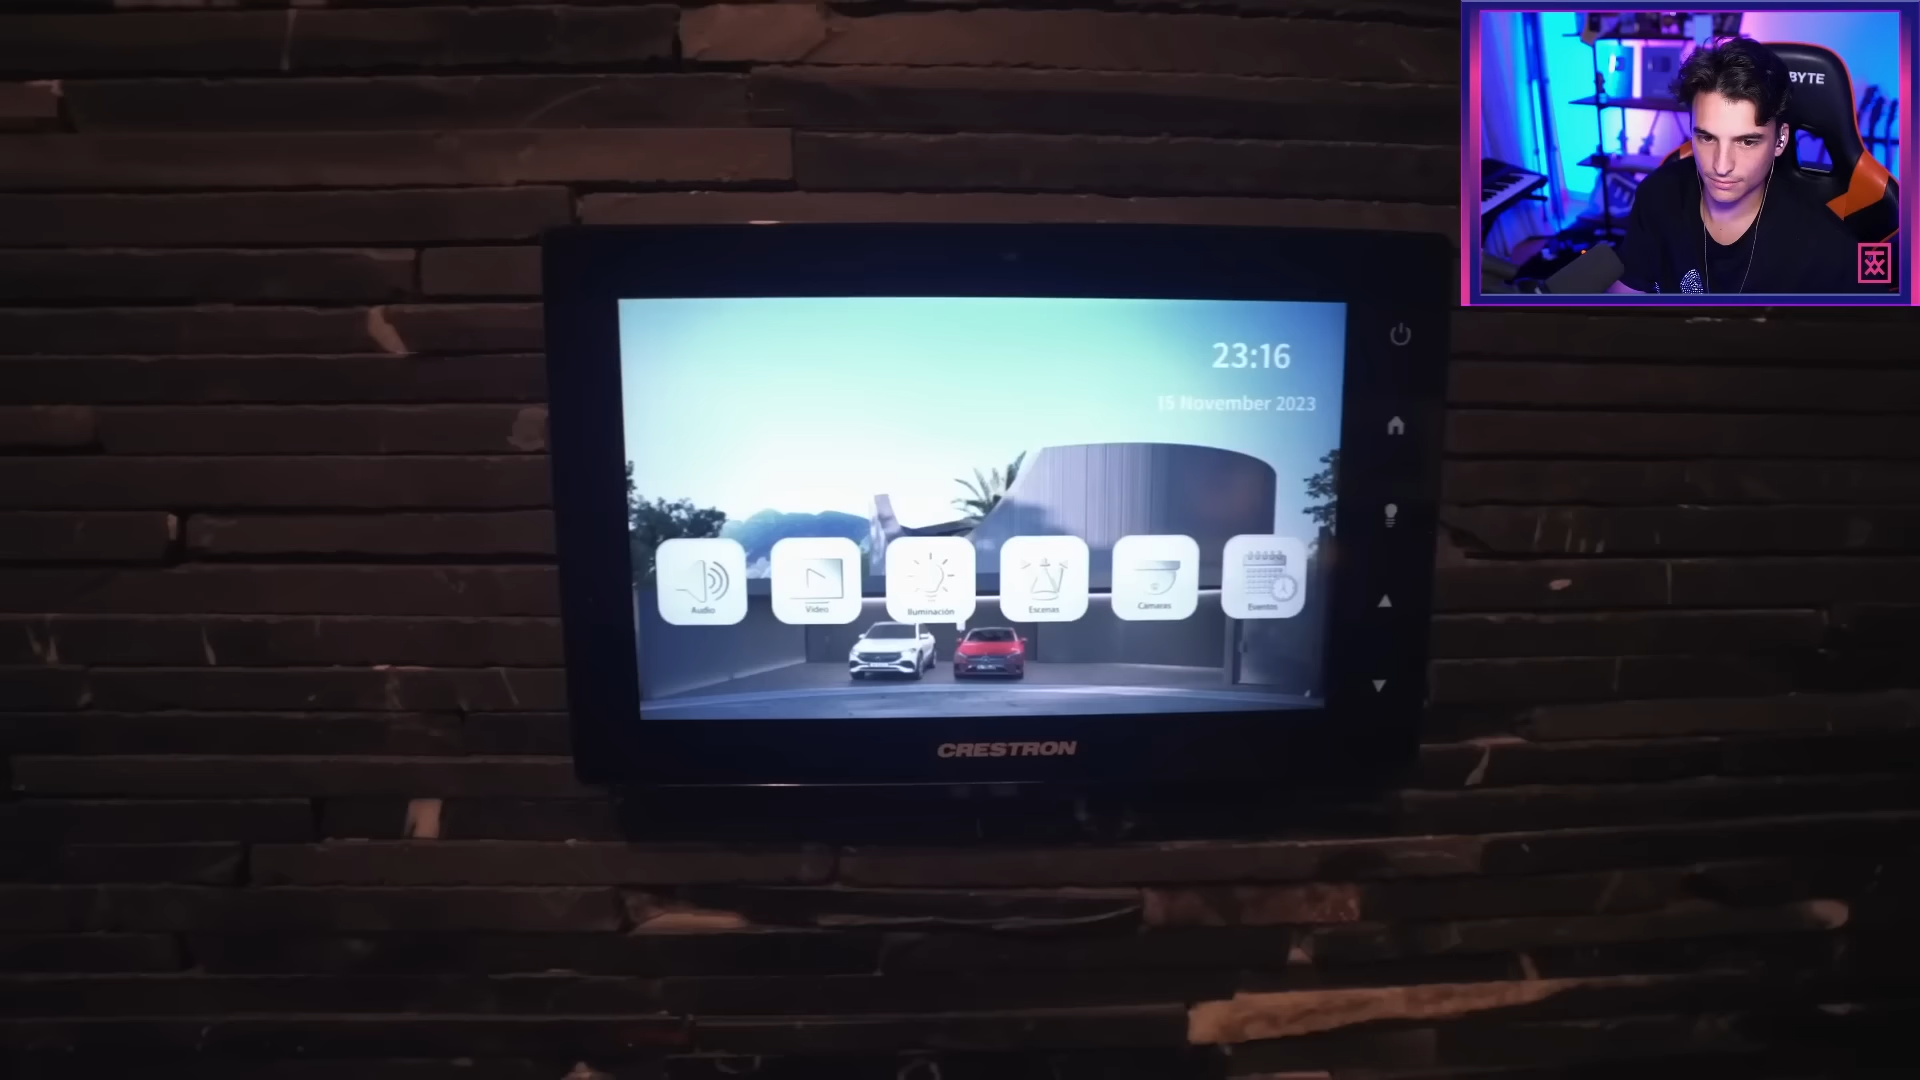 BYTE
23:16
15 November 2023
Audio
Video
Iluminación
Escenas
Camaras
Eventos
CRESTRON